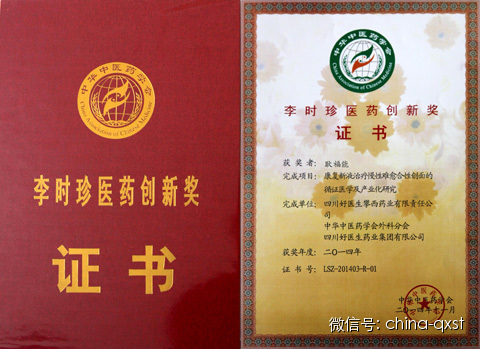 中华中医药学会
China Association of Chinese Medicine
李时珍医药创新奖
证书
中华中医药学会
China Association of Chinese Medicine
李时珍医药创新奖
证书
获奖者：耿福能
完成项目：康复新液治疗慢性难愈合性创面的
循证医学及产业化研究
完成单位：四川好医生攀西药业有限责任公
司
中华中医药学会外科分会
四川好医生药业集团有限公司
获奖年度：二〇一四年
证书号：LSZ-201403-R-01
中华中医药学会
微信号: china-qxst